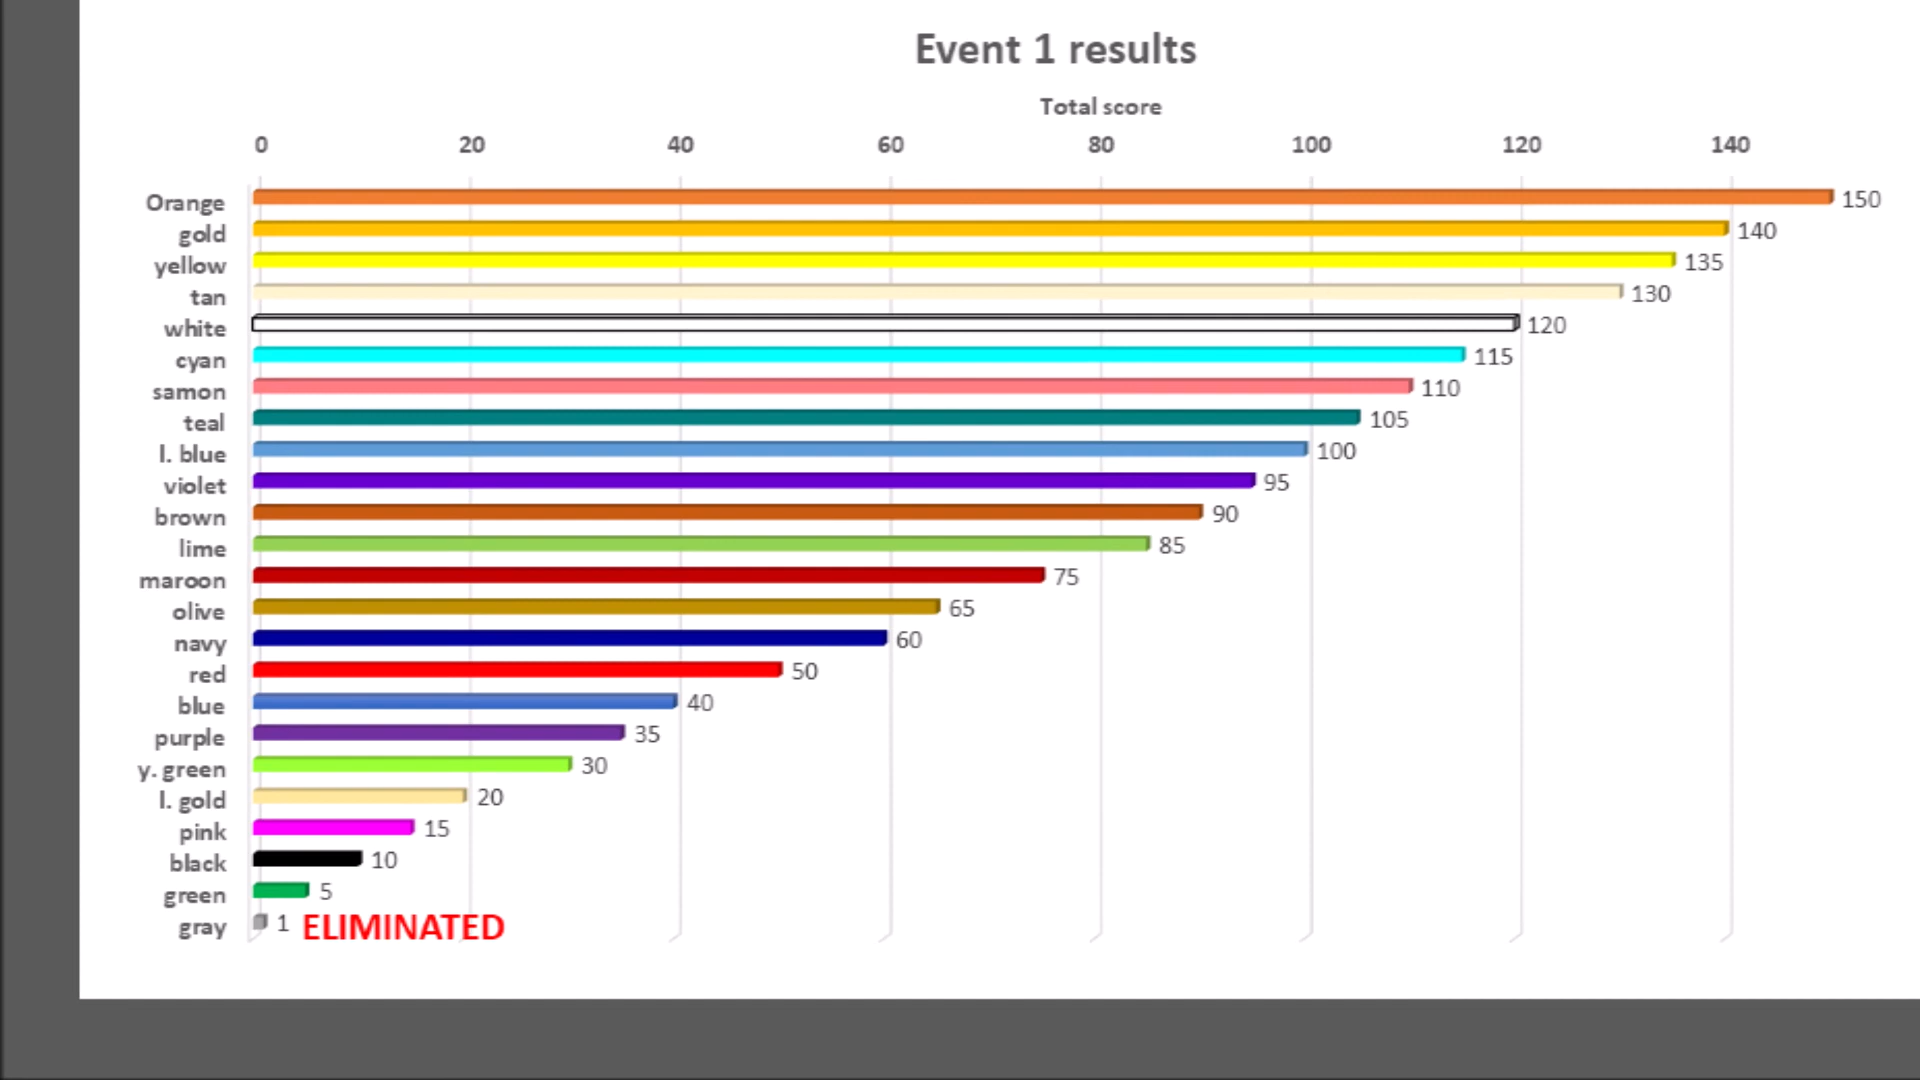 Event 1 results
Total score
0 20 40 60 80 100 120 140
Orange 150
gold 140
yellow 135
tan 130
white 120
cyan 115
samon 110
teal 105
l. blue 100
violet 95
brown 90
lime 85
maroon 75
olive 65
navy 60
red 50
blue 40
purple 35
y. green 30
l. gold 20
pink 15
black 10
green 5
gray 1 ELIMINATED